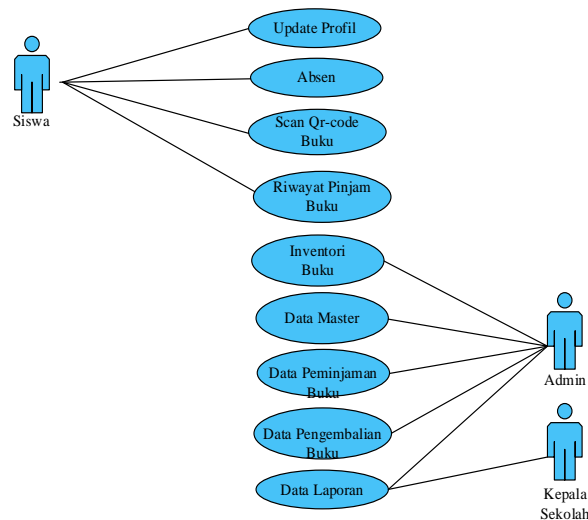 Update Profil
Siswa
Absen
Scan Qr-code
Buku
Riwayat Pinjam
Buku
Inventori
Buku
Data Master
Data Peminjaman
Buku
Data Pengembalian
Buku
Data Laporan
Admin
Kepala
Sekolah